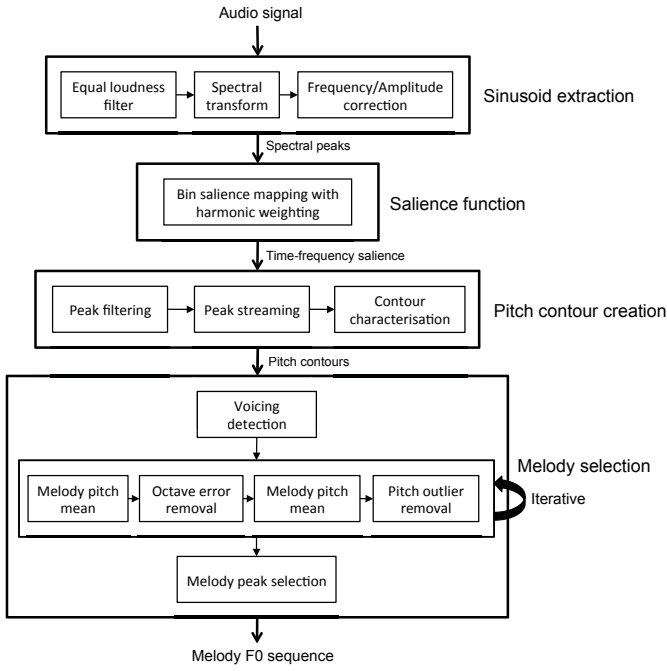 Audio signal
Equal loudness
filter
Spectral
transform
Frequency/Amplitude
correction
Sinusoid extraction
Spectral peaks
Bin salience mapping with
harmonic weighting
Salience function
Time-frequency salience
Peak filtering
Peak streaming
Contour
characterisation
Pitch contour creation
Pitch contours
Voicing
detection
Melody selection
Melody pitch
mean
Octave error
removal
Melody pitch
mean
Pitch outlier
removal
Iterative
Melody peak selection
Melody F0 sequence